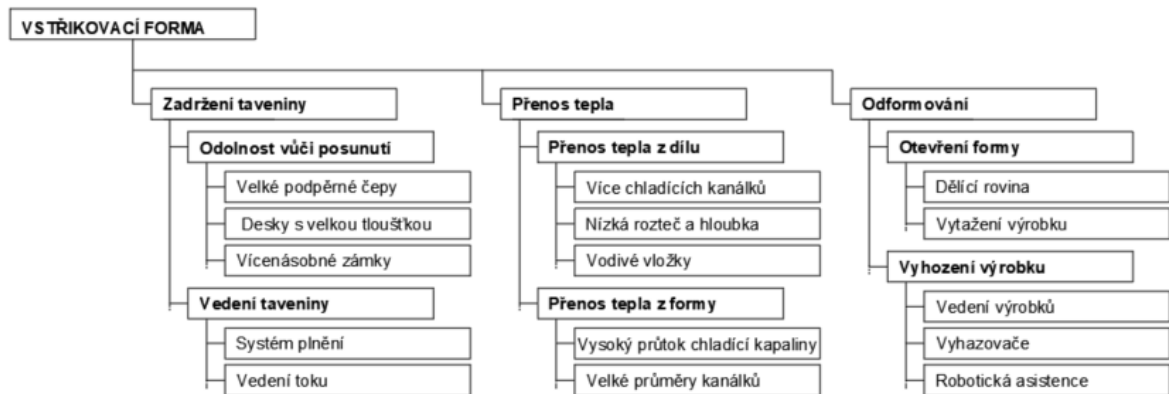 VSTŘIKOVACÍ FORMA
Zadržení taveniny
Odolnost vůči posunutí
Velké podpěrné čepy
Desky s velkou tloušťkou
Vícenásobné zámky
Vedení taveniny
Systém plnění
Vedení toku
Přenos tepla
Přenos tepla z dílu
Více chladících kanálků
Nízká rozteč a hloubka
Vodivé vložky
Přenos tepla z formy
Vysoký průtok chladící kapaliny
Velké průměry kanálků
Odformování
Otevření formy
Dělící rovina
Vytažení výrobku
Vyhození výrobku
Vedení výrobků
Vyhazovače
Robotická asistence